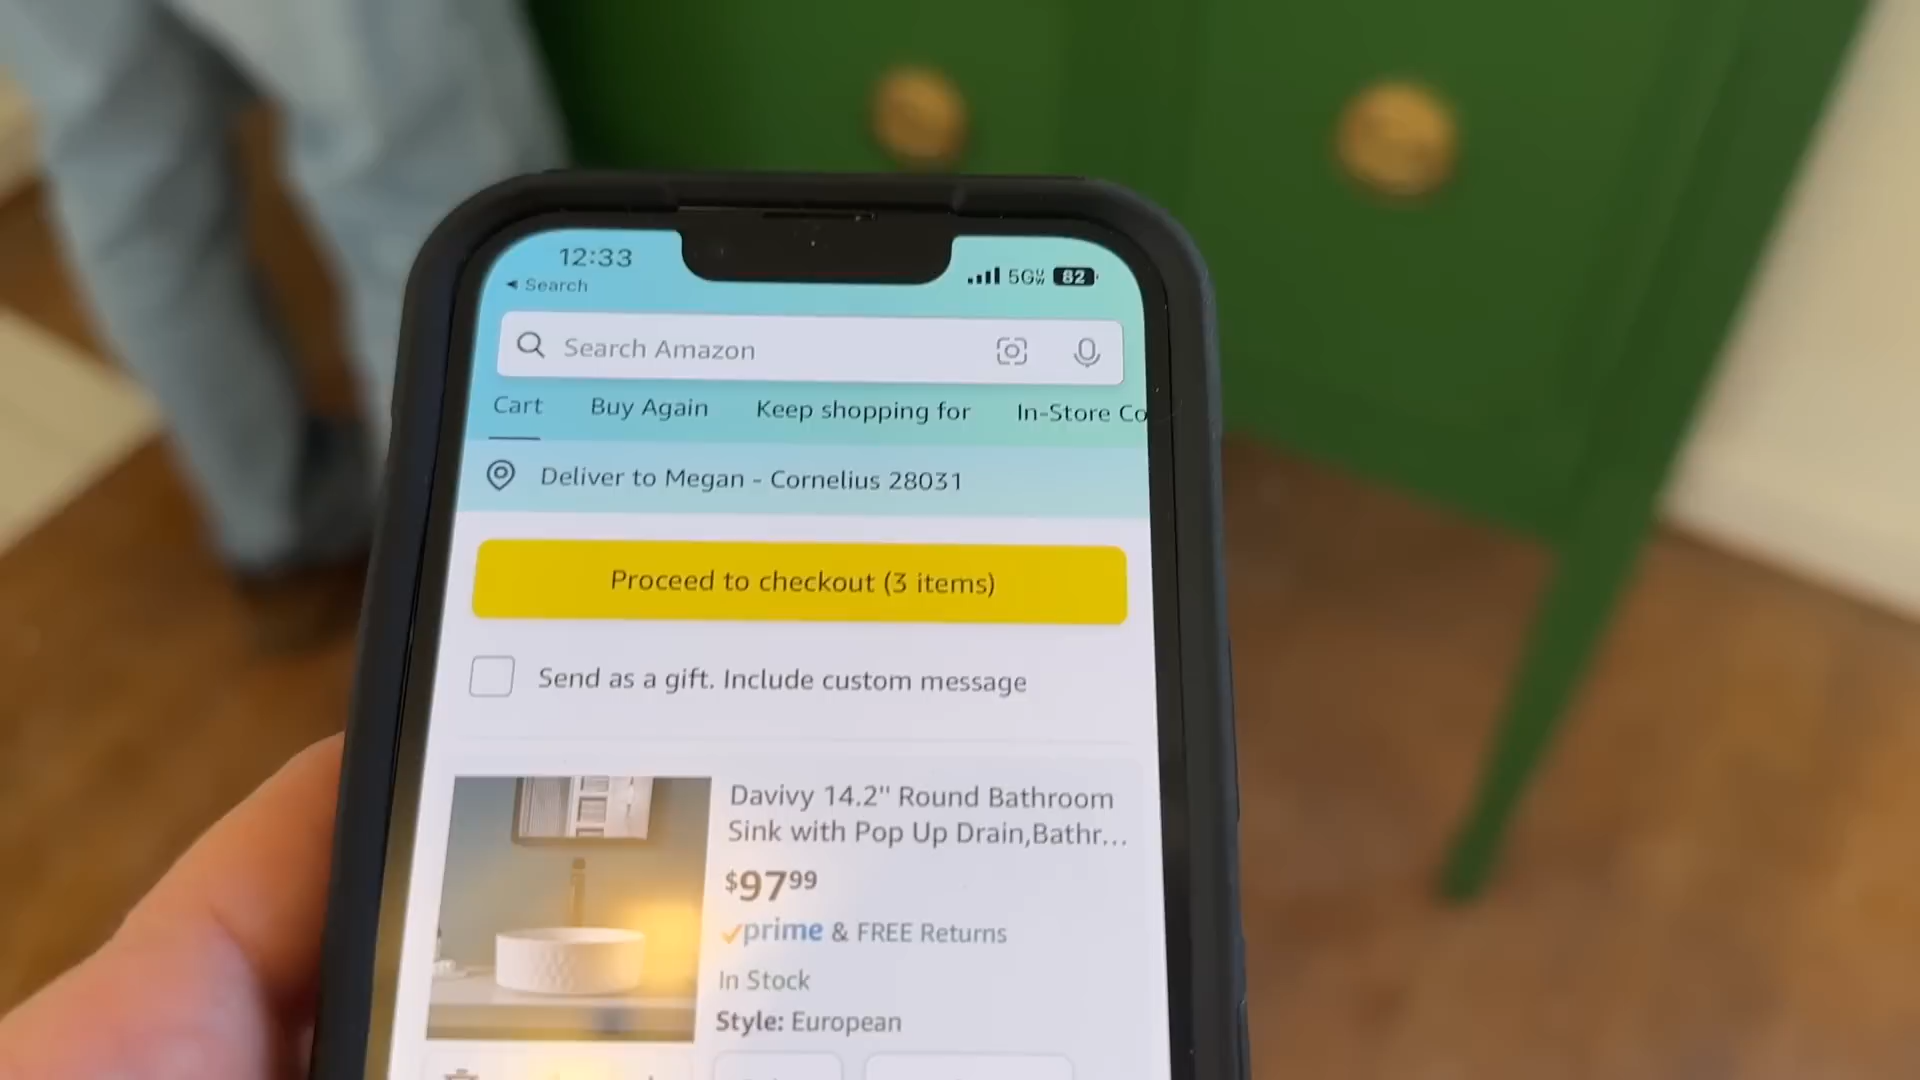 12:33
Search
5G
82
Search Amazon
Cart Buy Again Keep shopping for In-Store Co
Deliver to Megan - Cornelius 28031
Proceed to checkout (3 items)
Send as a gift. Include custom message
Davivy 14.2" Round Bathroom
Sink with Pop Up Drain,Bathr...
$97 99
prime & FREE Returns
In Stock
Style: European